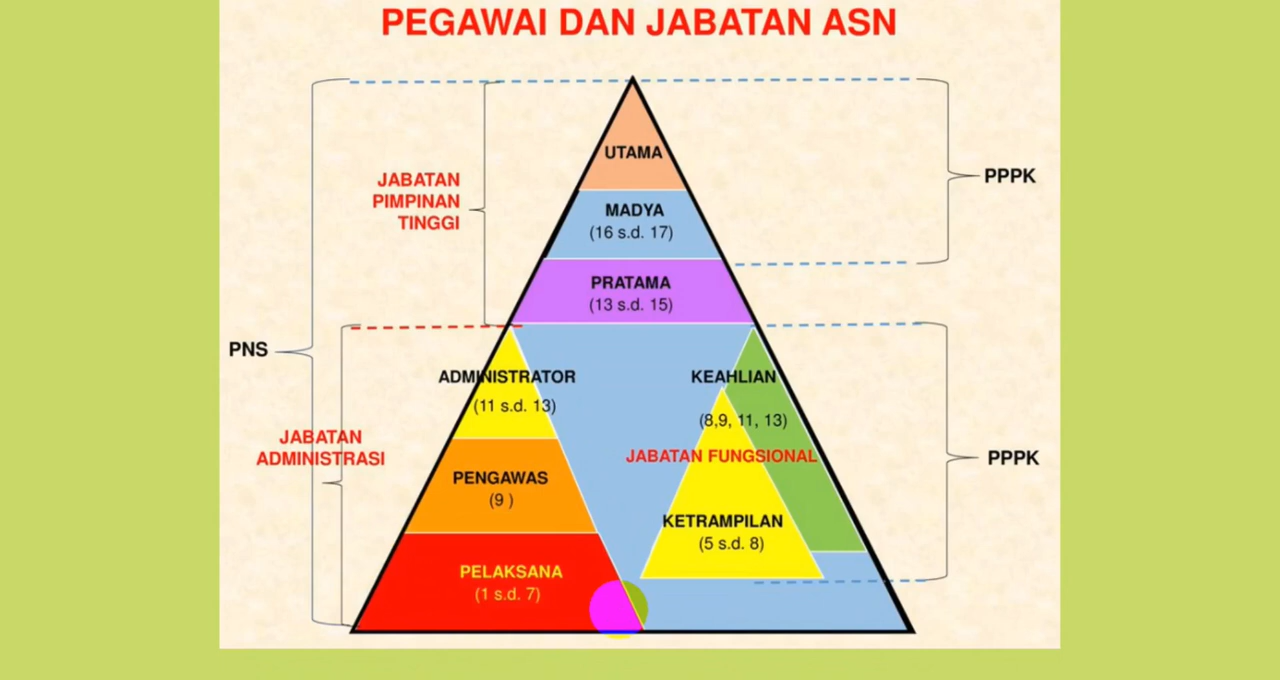 PEGAWAI DAN JABATAN ASN
UTAMA
JABATAN
PIMPINAN
TINGGI
PPPK
MADYA
(16 s.d. 17)
PRATAMA
(13 s.d. 15)
PNS
ADMINISTRATOR
(11 s.d. 13)
KEAHLIAN
(8,9, 11, 13)
JABATAN
ADMINISTRASI
JABATAN FUNGSIONAL
PPPK
PENGAWAS
(9 )
KETRAMPILAN
(5 s.d. 8)
PELAKSANA
(1 s.d. 7)